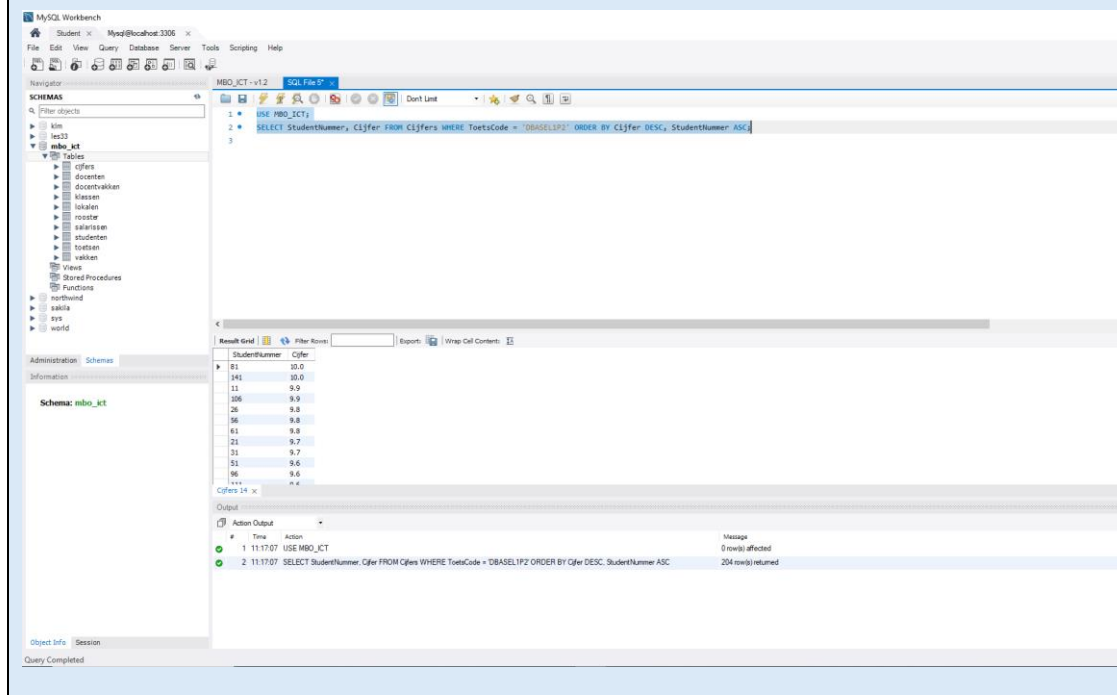 MySQL Workbench
Student × Mysql@localhost:3306 ×
File Edit View Query Database Server Tools Scripting Help
Navigator
MBO_ICT - v1.2 SQL File 5* ×
SCHEMAS
Don't Limit
Filter objects
1 USE MBO_ICT;
2 SELECT StudentNummer, Cijfer FROM Cijfers WHERE ToetsCode = 'DBASEL1P2' ORDER BY Cijfer DESC, StudentNummer ASC;
3
klm
les33
mbo_ict
Tables
cijfers
docenten
docentvakken
klassen
lokalen
rooster
salarissen
studenten
toetsen
vakken
Views
Stored Procedures
Functions
northwind
sakila
sys
world
Result Grid Filter Rows: Export: Wrap Cell Content:
StudentNummer Cijfer
81 10.0
141 10.0
11 9.9
106 9.9
26 9.8
56 9.8
61 9.8
21 9.7
31 9.7
51 9.6
96 9.6
Administration Schemas
Information
Schema: mbo_ict
Cijfers 14 ×
Output
Action Output
# Time Action Message
1 11:17:07 USE MBO_ICT 0 row(s) affected
2 11:17:07 SELECT StudentNummer, Cijfer FROM Cijfers WHERE ToetsCode = 'DBASEL1P2' ORDER BY Cijfer DESC, StudentNummer ASC 204 row(s) returned
Object Info Session
Query Completed